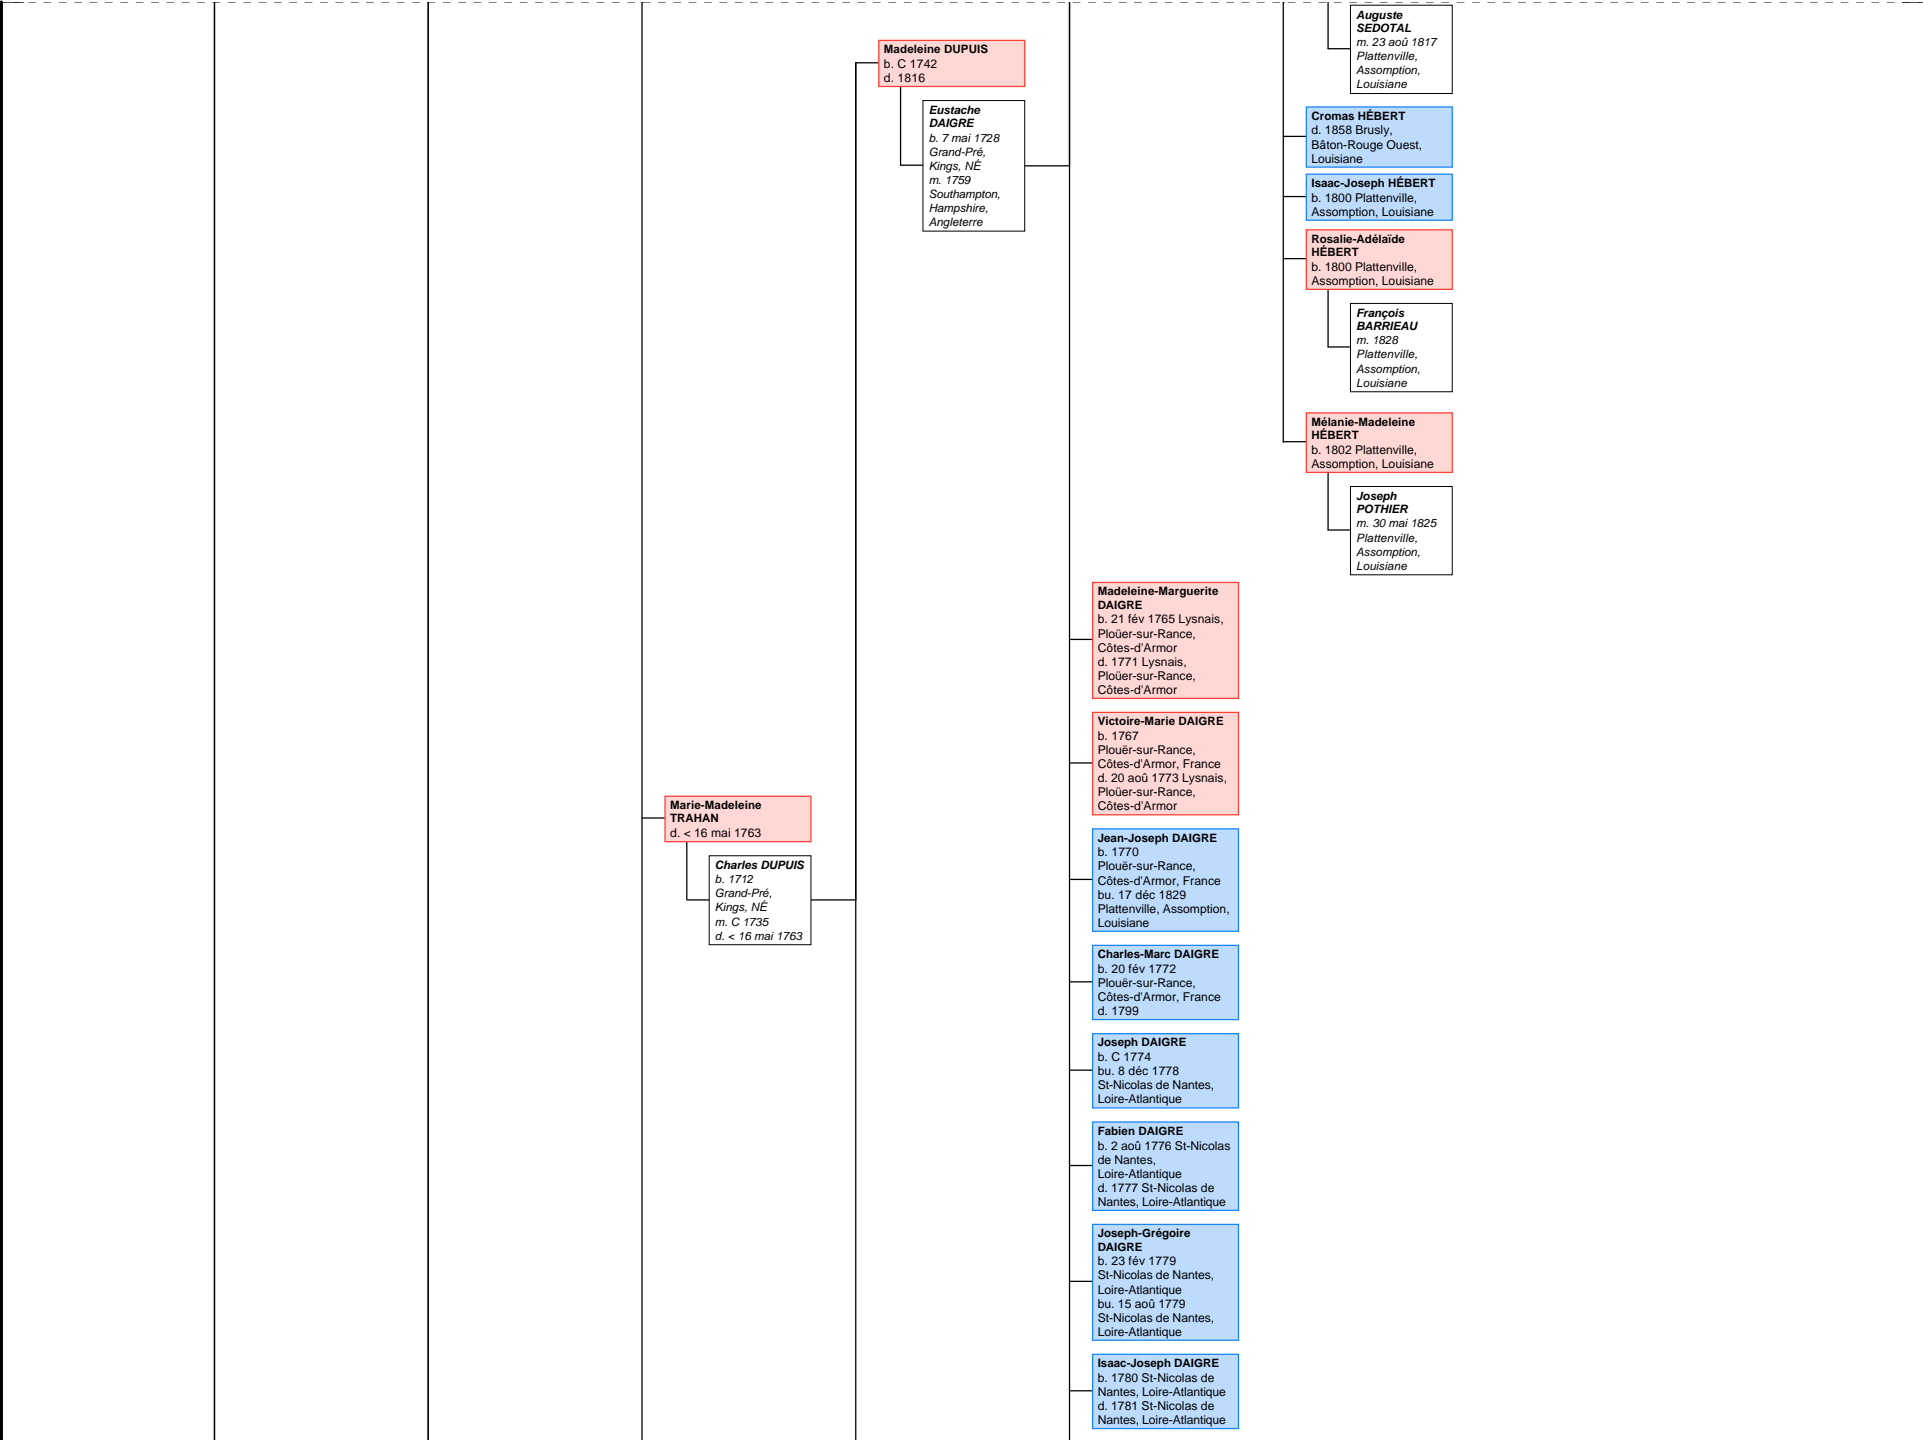 Auguste
SEDOTAL
m. 23 aoû 1817
Plattenville,
Assomption,
Louisiane
Madeleine DUPUIS
b. C 1742
d. 1816
Eustache
DAIGRE
b. 7 mai 1728
Grand-Pré,
Kings, NÉ
m. 1759
Southampton,
Hampshire,
Angleterre
Cromas HÉBERT
d. 1858 Brusly,
Bâton-Rouge Ouest,
Louisiane
Isaac-Joseph HÉBERT
b. 1800 Plattenville,
Assomption, Louisiane
Rosalie-Adélaïde
HÉBERT
b. 1800 Plattenville,
Assomption, Louisiane
François
BARRIEAU
m. 1828
Plattenville,
Assomption,
Louisiane
Mélanie-Madeleine
HÉBERT
b. 1802 Plattenville,
Assomption, Louisiane
Joseph
POTHIER
m. 30 mai 1825
Plattenville,
Assomption,
Louisiane
Madeleine-Marguerite
DAIGRE
b. 21 fév 1765 Lysnais,
Ploüer-sur-Rance,
Côtes-d'Armor
d. 1771 Lysnais,
Ploüer-sur-Rance,
Côtes-d'Armor
Victoire-Marie DAIGRE
b. 1767
Plouër-sur-Rance,
Côtes-d'Armor, France
d. 20 aoû 1773 Lysnais,
Ploüer-sur-Rance,
Côtes-d'Armor
Marie-Madeleine
TRAHAN
d. < 16 mai 1763
Charles DUPUIS
b. 1712
Grand-Pré,
Kings, NÉ
m. C 1735
d. < 16 mai 1763
Jean-Joseph DAIGRE
b. 1770
Plouër-sur-Rance,
Côtes-d'Armor, France
bu. 17 déc 1829
Plattenville, Assomption,
Louisiane
Charles-Marc DAIGRE
b. 20 fév 1772
Plouër-sur-Rance,
Côtes-d'Armor, France
d. 1799
Joseph DAIGRE
b. C 1774
bu. 8 déc 1778
St-Nicolas de Nantes,
Loire-Atlantique
Fabien DAIGRE
b. 2 aoû 1776 St-Nicolas
de Nantes,
Loire-Atlantique
d. 1777 St-Nicolas de
Nantes, Loire-Atlantique
Joseph-Grégoire
DAIGRE
b. 23 fév 1779
St-Nicolas de Nantes,
Loire-Atlantique
bu. 15 aoû 1779
St-Nicolas de Nantes,
Loire-Atlantique
Isaac-Joseph DAIGRE
b. 1780 St-Nicolas de
Nantes, Loire-Atlantique
d. 1781 St-Nicolas de
Nantes, Loire-Atlantique